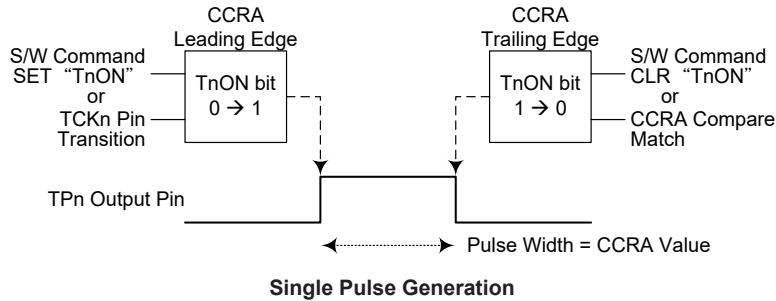 CCRA
Leading Edge
S/W Command
SET “TnON”
or
TCKn Pin
Transition
TnON bit
0 → 1
CCRA
Trailing Edge
TnON bit
1 → 0
S/W Command
CLR “TnON”
or
CCRA Compare
Match
TPn Output Pin
Pulse Width = CCRA Value
Single Pulse Generation